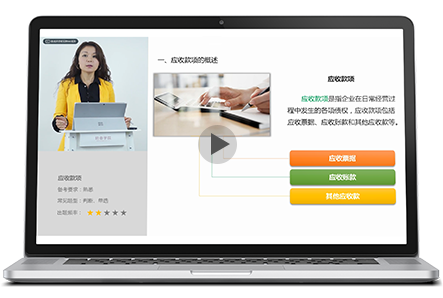 一、应收款项的概述
应收款项
应收款项是指企业在日常经营过
程中发生的各项债权，应收款项包括
应收票据、应收账款和其他应收款等。
应收票据
应收账款
其他应收款
应收款项
备考要求：熟悉
常见题型：判断、单选
出题频率：